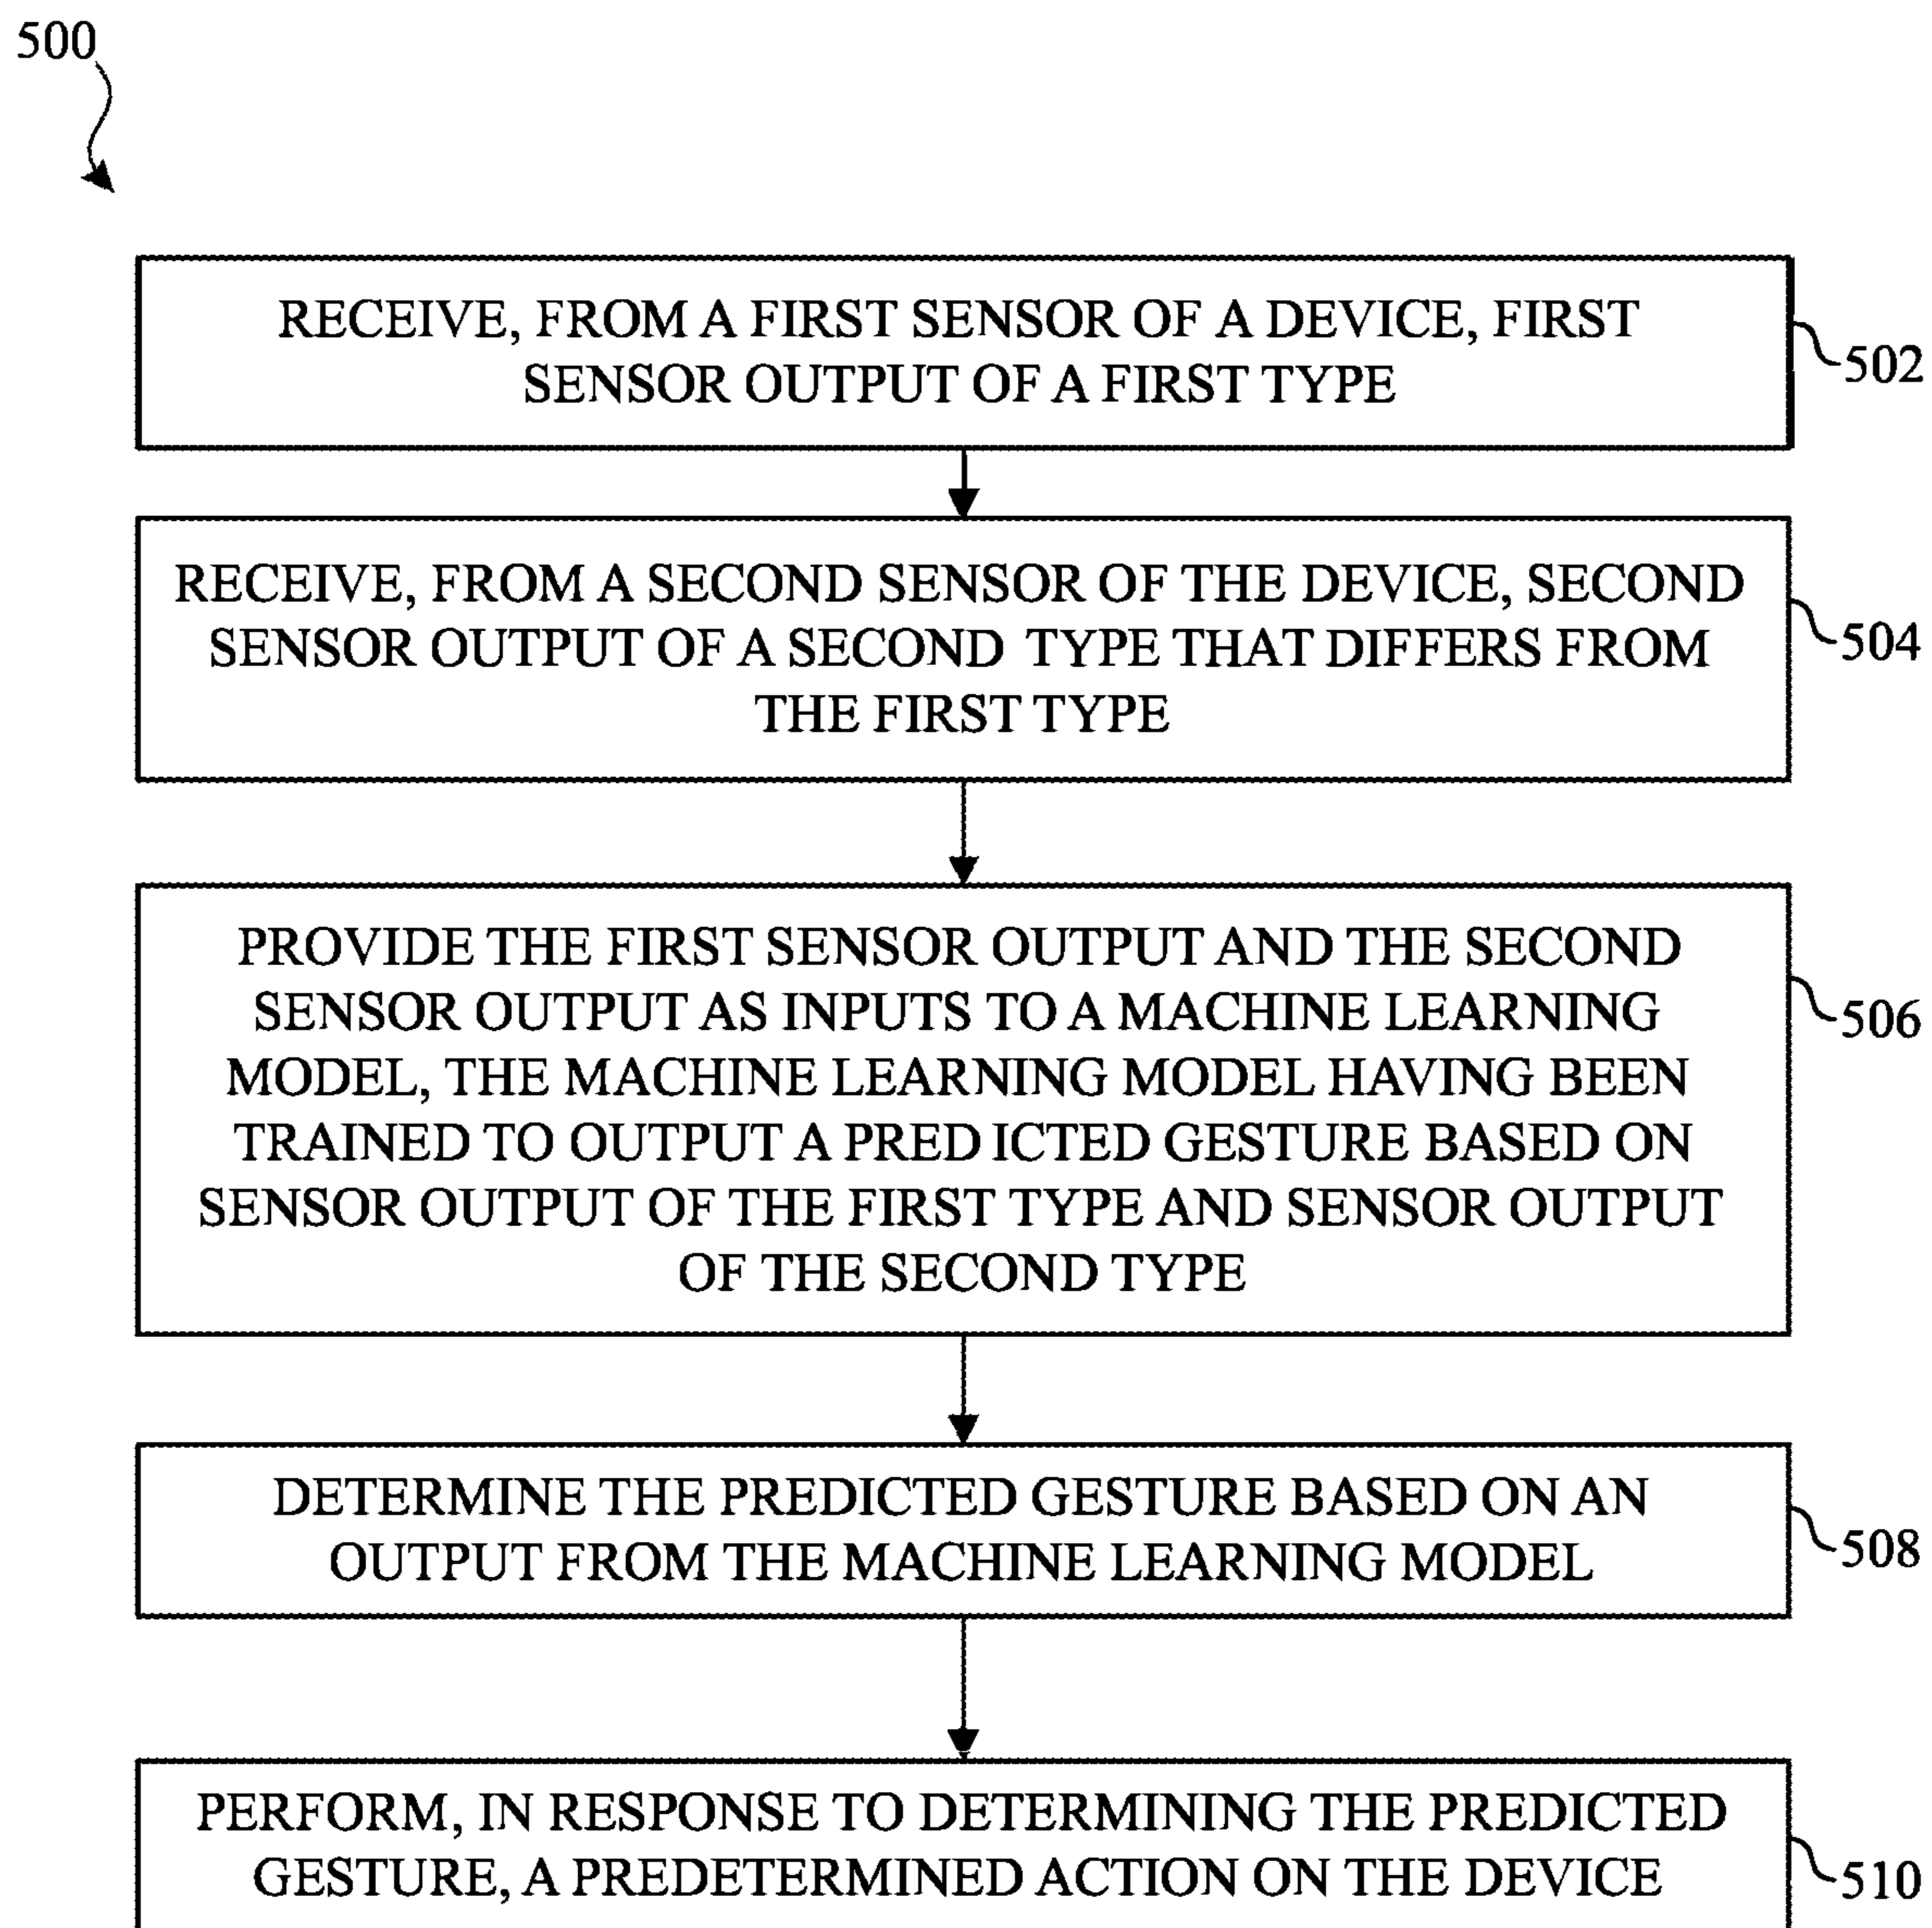 500
RECEIVE, FROM A FIRST SENSOR OF A DEVICE, FIRST
SENSOR OUTPUT OF A FIRST TYPE
502
RECEIVE, FROM A SECOND SENSOR OF THE DEVICE, SECOND
SENSOR OUTPUT OF A SECOND TYPE THAT DIFFERS FROM
THE FIRST TYPE
504
PROVIDE THE FIRST SENSOR OUTPUT AND THE SECOND
SENSOR OUTPUT AS INPUTS TO A MACHINE LEARNING
MODEL, THE MACHINE LEARNING MODEL HAVING BEEN
TRAINED TO OUTPUT A PRED ICTED GESTURE BASED ON
SENSOR OUTPUT OF THE FIRST TYPE AND SENSOR OUTPUT
OF THE SECOND TYPE
506
DETERMINE THE PREDICTED GESTURE BASED ON AN
OUTPUT FROM THE MACHINE LEARNING MODEL
508
PERFORM, IN RESPONSE TO DETERMINING THE PREDICTED
GESTURE, A PREDETERMINED ACTION ON THE DEVICE
510